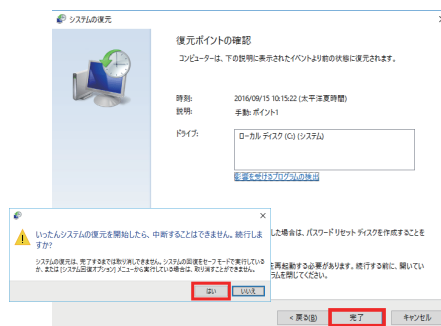 システムの復元
復元ポイントの確認
コンピューターは、下の説明に表示されたイベントより前の状態に復元されます。
時刻: 2016/09/15 10:15:22 (太平洋夏時間)
説明: 手動: ポイント1
ドライブ: ローカル ディスク (C:) (システム)
影響を受けるプログラムの検出
した場合は、パスワード リセット ディスクを作成することを
を再起動する必要があります。続行する前に、開いてい
ラムを閉じてください。
< 戻る(B) 完了 キャンセル
いったんシステムの復元を開始したら、中断することはできません。続行しま
すか?
システムの復元は、完了するまでは取り消しできません。システムの回復をセーフ モードで実行している
か、または [システム回復オプション] メニューから実行している場合は、取り消すことができません。
はい いいえ